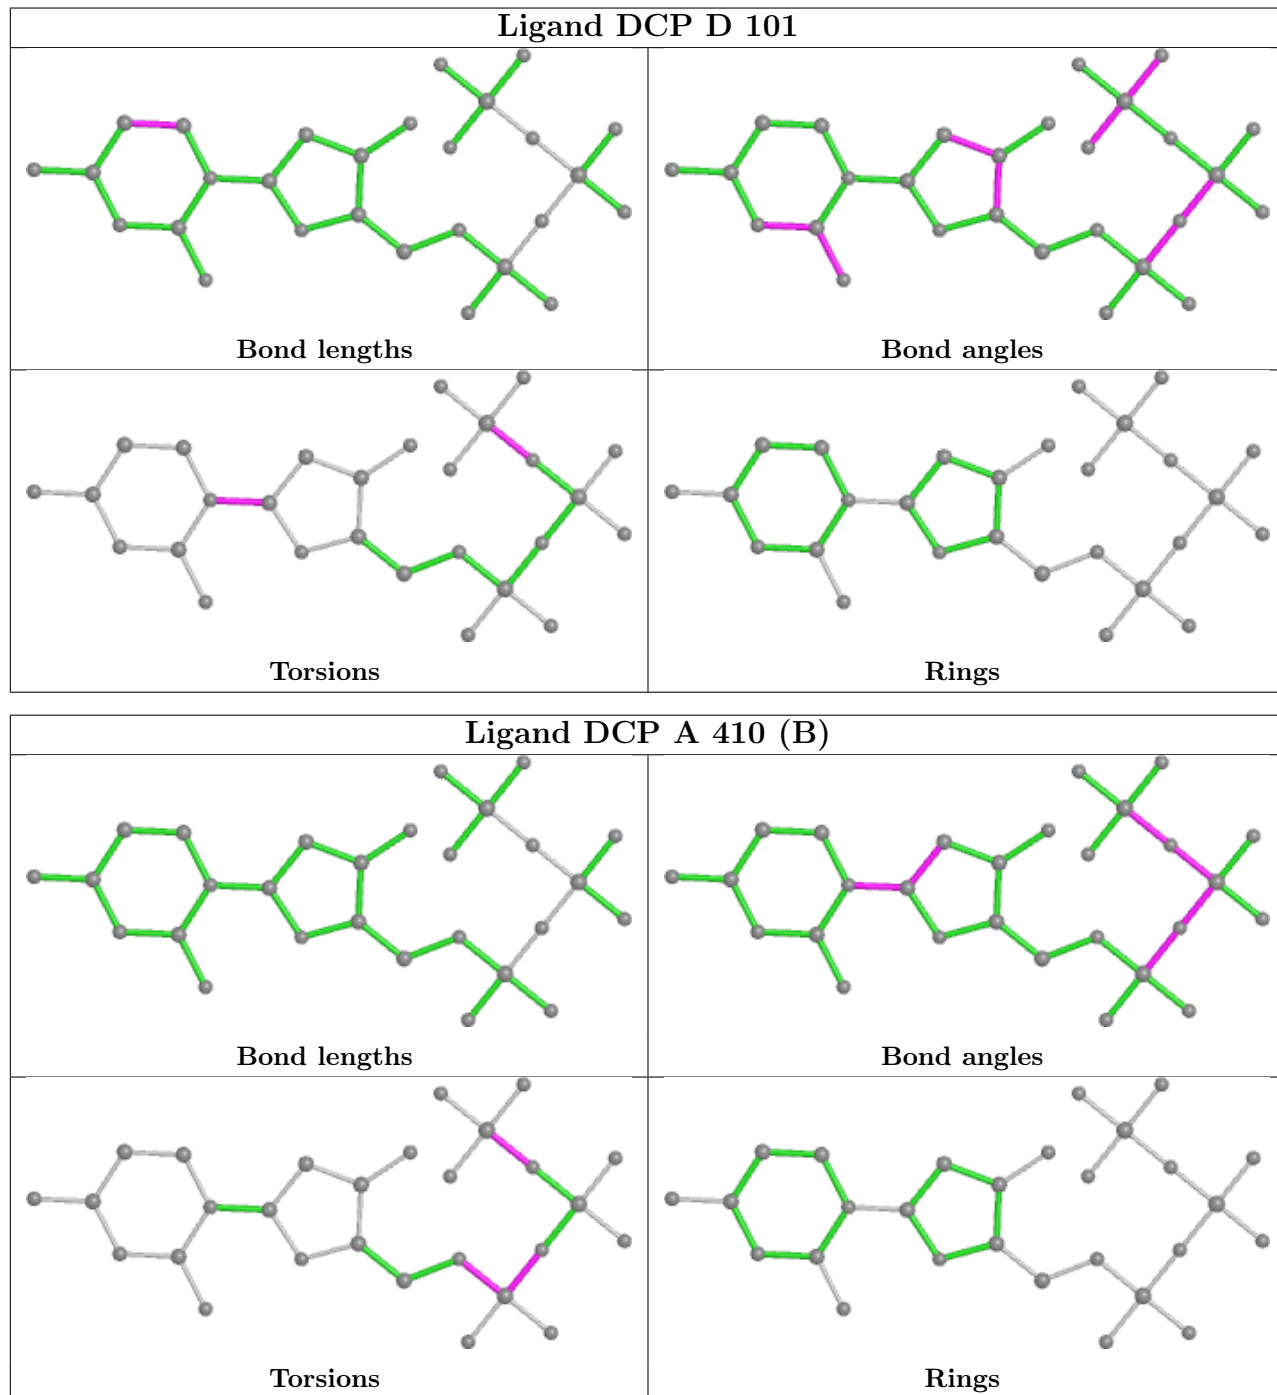 Ligand DCP D 101
Bond lengths
Bond angles
Torsions
Rings
Ligand DCP A 410 (B)
Bond lengths
Bond angles
Torsions
Rings